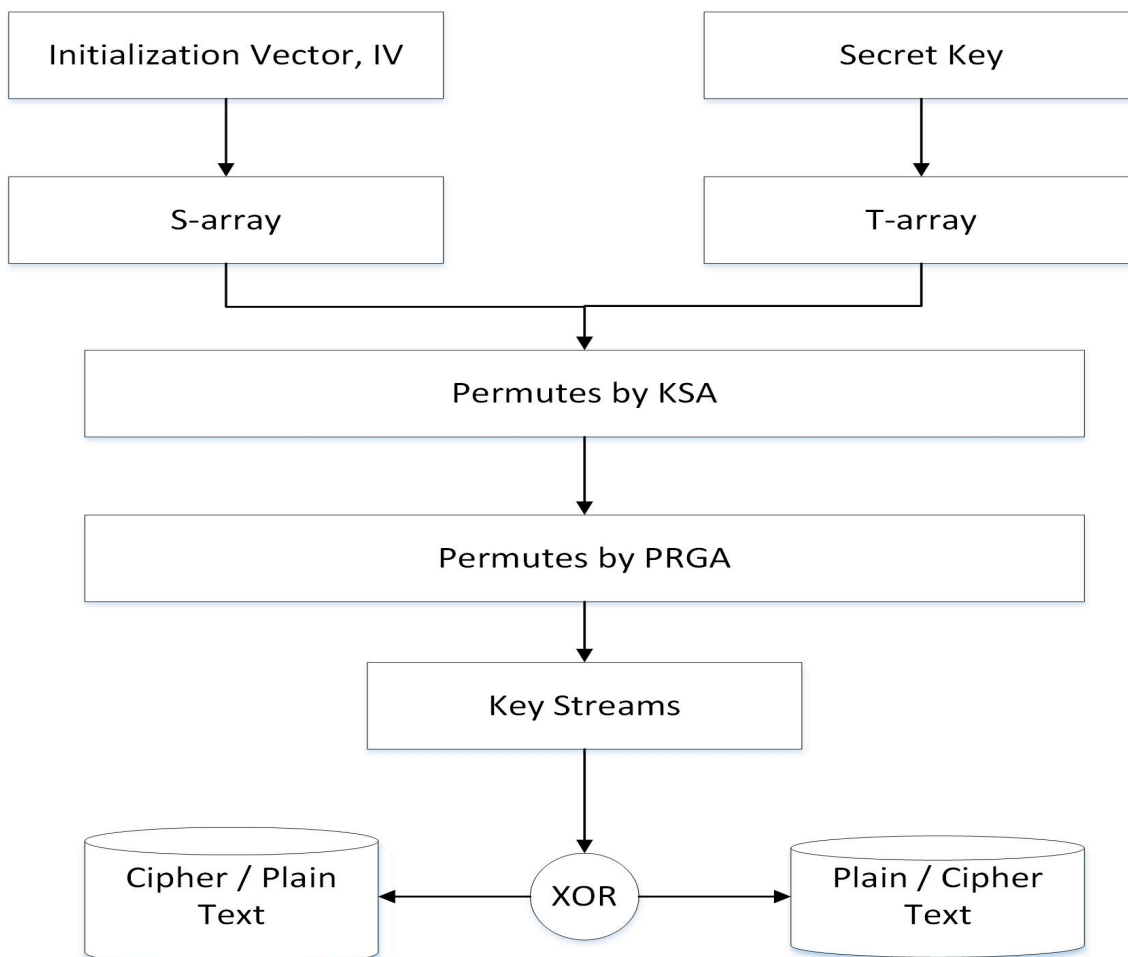 Initialization Vector, IV
Secret Key
S-array
T-array
Permutes by KSA
Permutes by PRGA
Key Streams
Cipher / Plain
Text
XOR
Plain / Cipher
Text